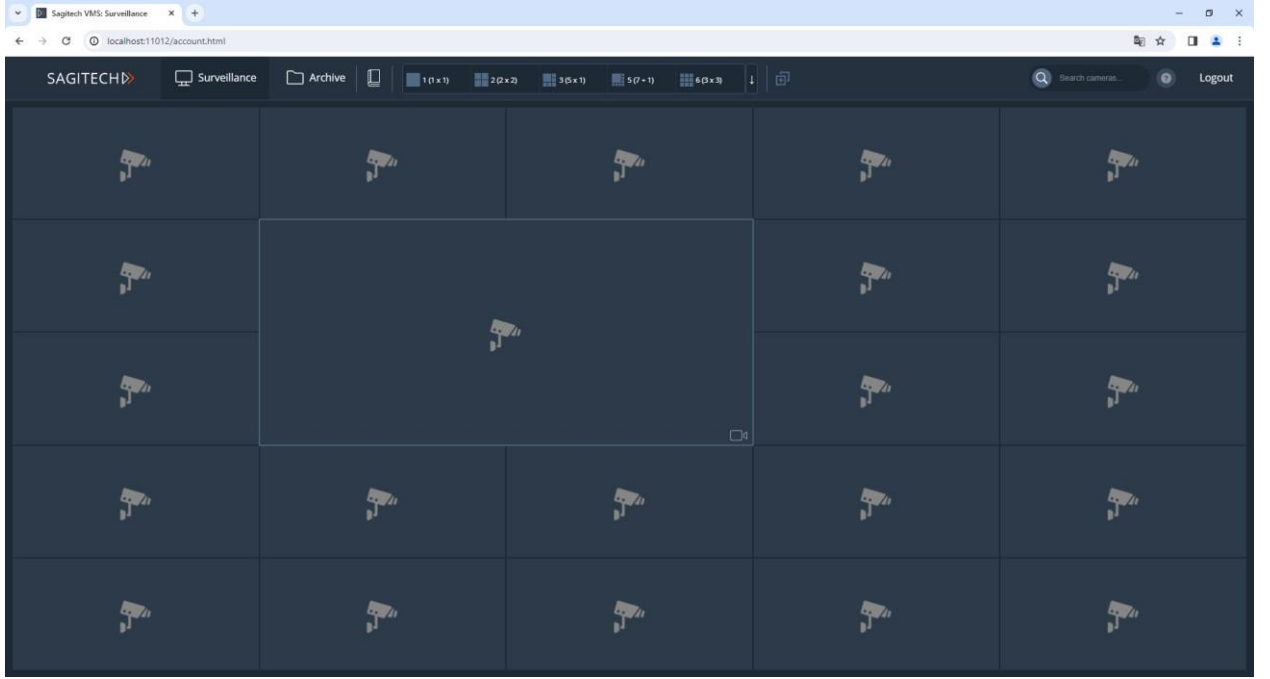 Sagitech VMS: Surveillance
localhost:11012/account.html
SAGITECH Surveillance Archive 1 (1 x 1) 2 (2 x 2) 3 (5 x 1) 5 (7 + 1) 6 (3 x 3) Search cameras... Logout